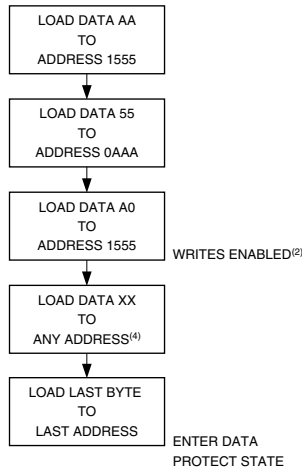 LOAD DATA AA
TO
ADDRESS 1555
LOAD DATA 55
TO
ADDRESS 0AAA
LOAD DATA A0
TO
ADDRESS 1555
WRITES ENABLED(2)
LOAD DATA XX
TO
ANY ADDRESS(4)
LOAD LAST BYTE
TO
LAST ADDRESS
ENTER DATA
PROTECT STATE